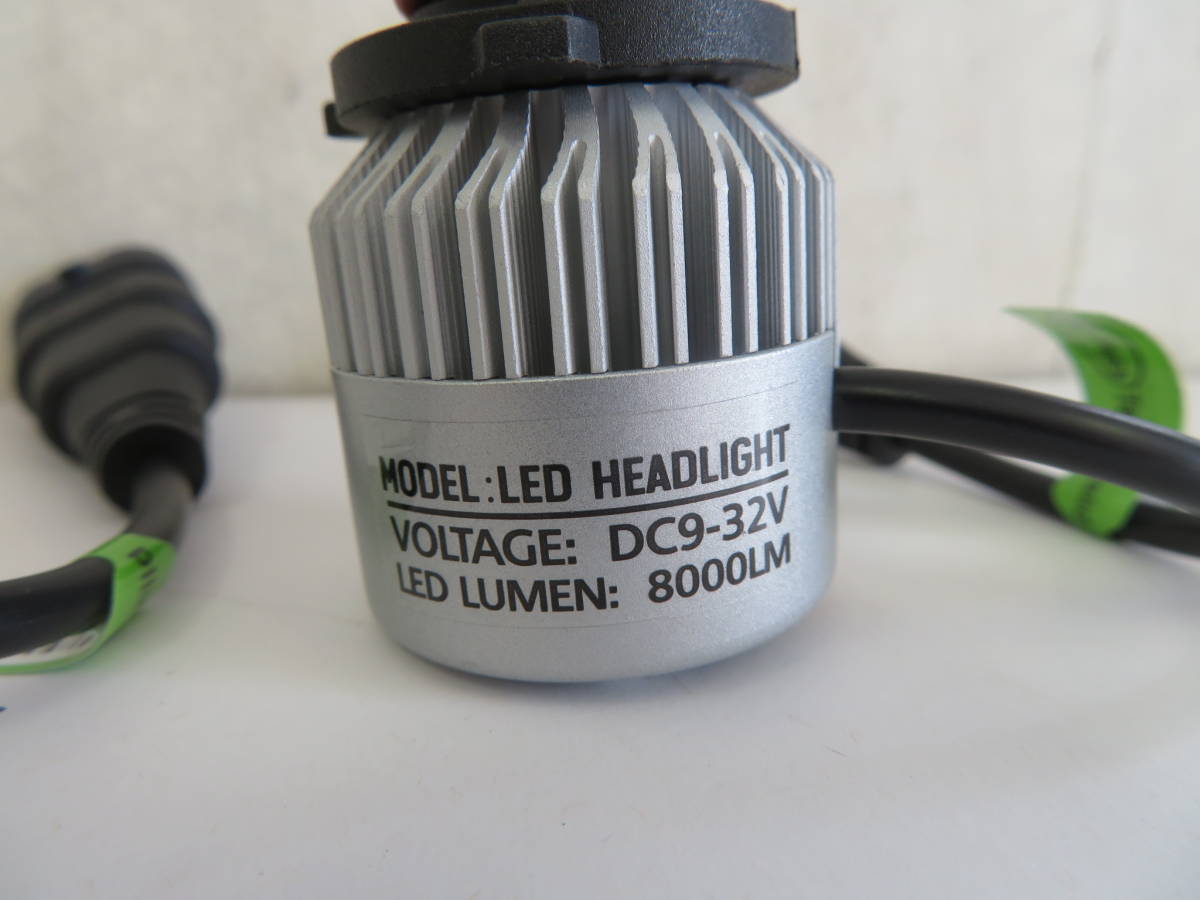 MODEL:LED HEADLIGHT
VOLTAGE: DC9-32V
LED LUMEN: 8000LM